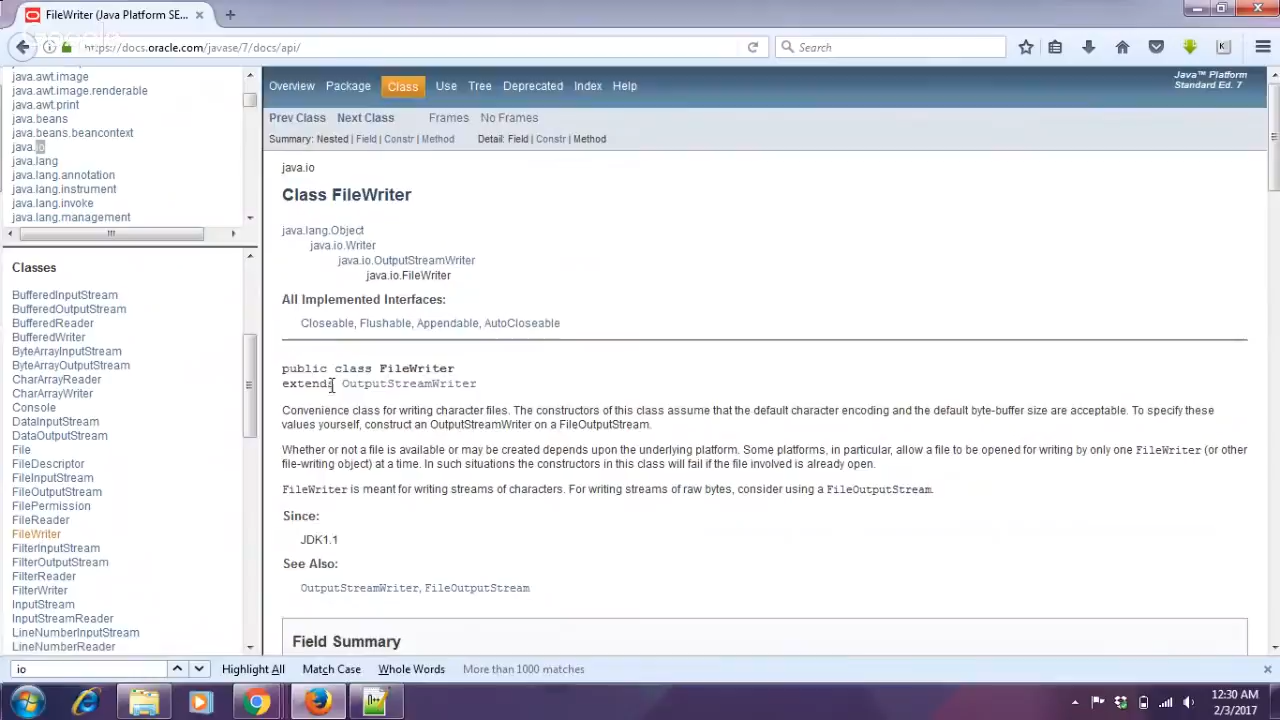 FileWriter (Java Platform SE...
https://docs.oracle.com/javase/7/docs/api/
Search
java.awt.image
java.awt.image.renderable
java.awt.print
java.beans
java.beans.beancontext
java.io
java.lang
java.lang.annotation
java.lang.instrument
java.lang.invoke
java.lang.management
Classes
BufferedInputStream
BufferedOutputStream
BufferedReader
BufferedWriter
ByteArrayInputStream
ByteArrayOutputStream
CharArrayReader
CharArrayWriter
Console
DataInputStream
DataOutputStream
File
FileDescriptor
FileInputStream
FileOutputStream
FilePermission
FileReader
FileWriter
FilterInputStream
FilterOutputStream
FilterReader
FilterWriter
InputStream
InputStreamReader
LineNumberInputStream
LineNumberReader
Overview Package Class Use Tree Deprecated Index Help
Java™ Platform
Standard Ed. 7
Prev Class Next Class Frames No Frames
Summary: Nested | Field | Constr | Method Detail: Field | Constr | Method
java.io
Class FileWriter
java.lang.Object
java.io.Writer
java.io.OutputStreamWriter
java.io.FileWriter
All Implemented Interfaces:
Closeable, Flushable, Appendable, AutoCloseable
public class FileWriter
extends OutputStreamWriter
Convenience class for writing character files. The constructors of this class assume that the default character encoding and the default byte-buffer size are acceptable. To specify these
values yourself, construct an OutputStreamWriter on a FileOutputStream.
Whether or not a file is available or may be created depends upon the underlying platform. Some platforms, in particular, allow a file to be opened for writing by only one FileWriter (or other
file-writing object) at a time. In such situations the constructors in this class will fail if the file involved is already open.
FileWriter is meant for writing streams of characters. For writing streams of raw bytes, consider using a FileOutputStream.
Since:
JDK1.1
See Also:
OutputStreamWriter, FileOutputStream
Field Summary
io
Highlight All Match Case Whole Words More than 1000 matches
12:30 AM
2/3/2017